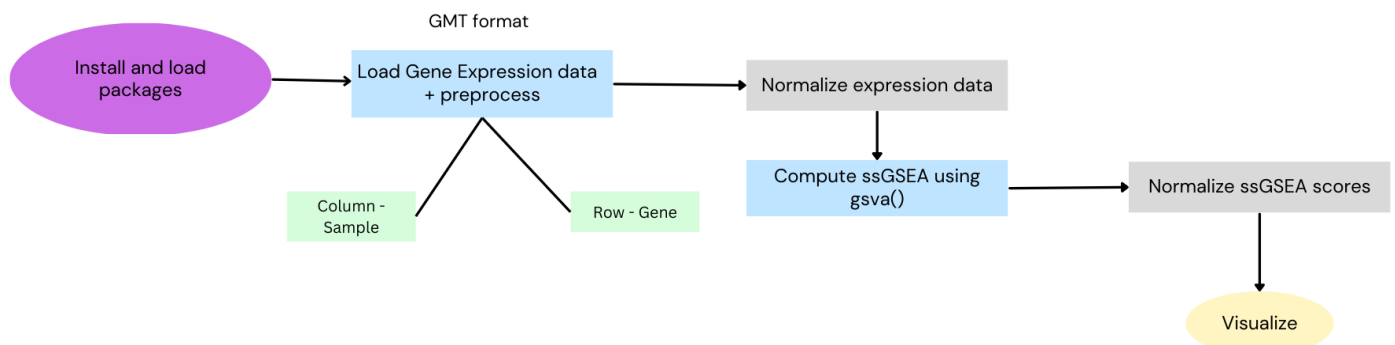 GMT format
Install and load
packages
Load Gene Expression data
+ preprocess
Normalize expression data
Column -
Sample
Row - Gene
Compute ssGSEA using
gsva()
Normalize ssGSEA scores
Visualize